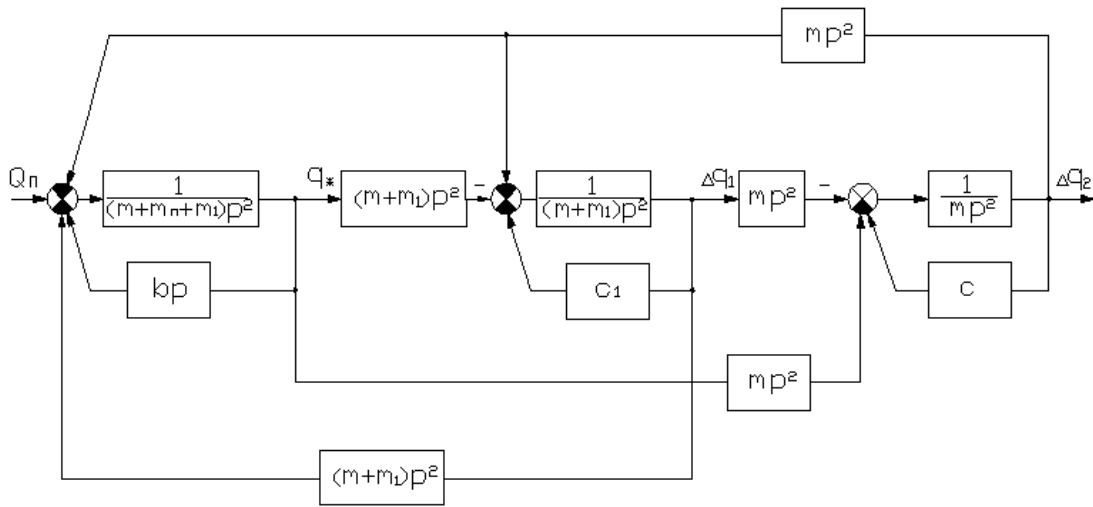 mp²
Qп
1
(m+mп+m₁)p²
q*
(m+m₁)p²
-
1
(m+m₁)p²
Δq₁
mp²
-
1
mp²
Δq₂
bp
c₁
c
mp²
(m+m₁)p²